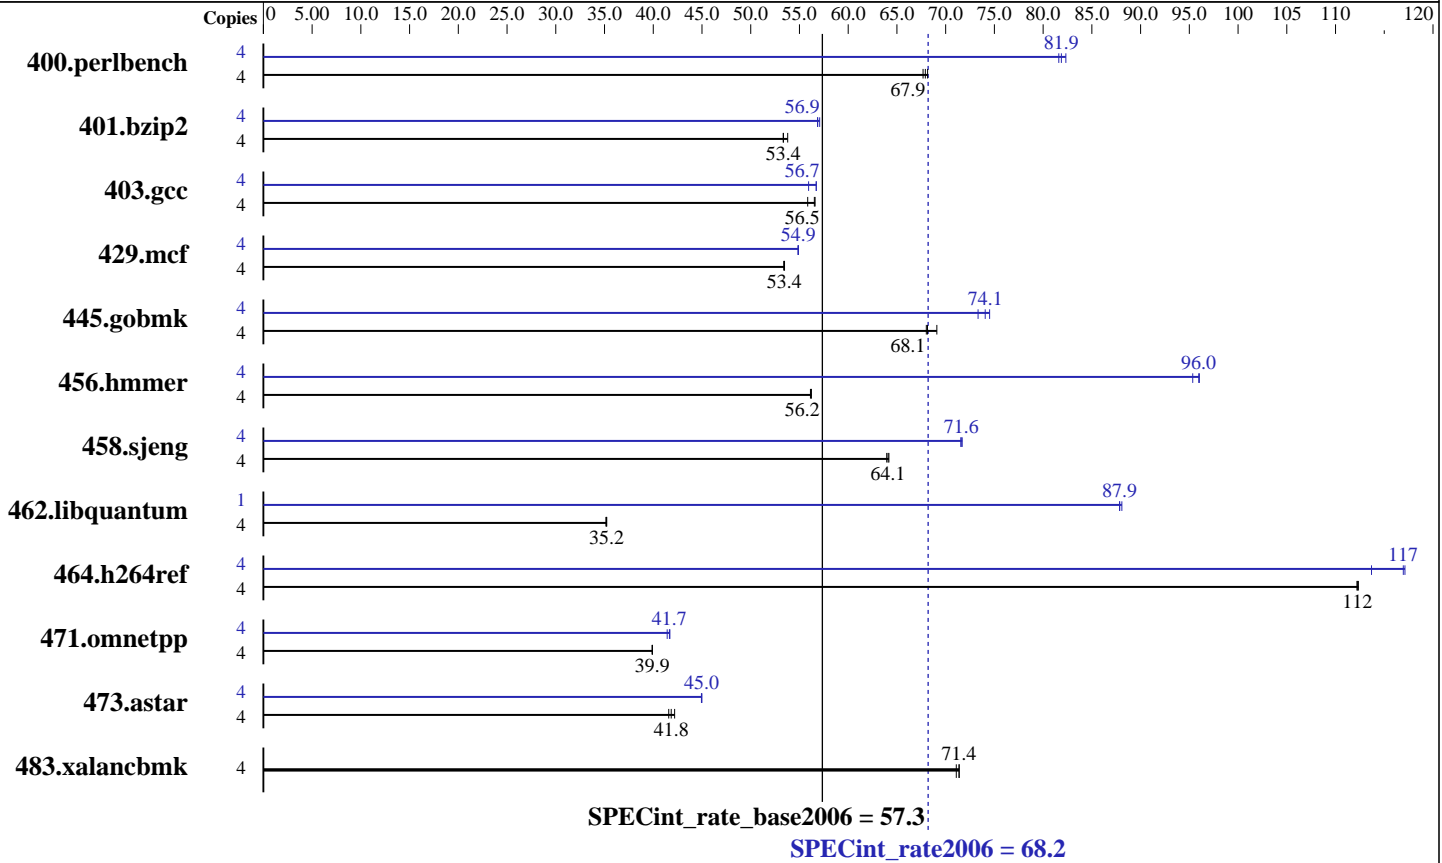 Copies 0 5.00 10.0 15.0 20.0 25.0 30.0 35.0 40.0 45.0 50.0 55.0 60.0 65.0 70.0 75.0 80.0 85.0 90.0 95.0 100 105 110 120
400.perlbench 4 81.9
4 67.9
401.bzip2 4 56.9
4 53.4
403.gcc 4 56.7
4 56.5
429.mcf 4 54.9
4 53.4
445.gobmk 4 74.1
4 68.1
456.hmmer 4 96.0
4 56.2
458.sjeng 4 71.6
4 64.1
462.libquantum 1 87.9
4 35.2
464.h264ref 4 117
4 112
471.omnetpp 4 41.7
4 39.9
473.astar 4 45.0
4 41.8
483.xalancbmk 4 71.4
SPECint_rate_base2006 = 57.3
SPECint_rate2006 = 68.2